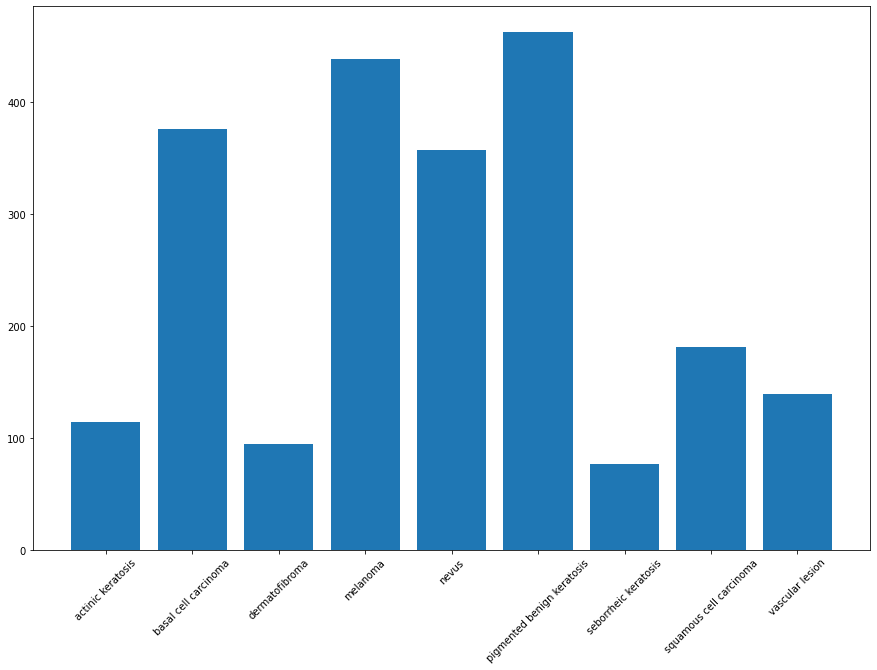 400
300
200
100
0
actinic keratosis
basal cell carcinoma
dermatofibroma
melanoma
nevus
pigmented benign keratosis
seborrheic keratosis
squamous cell carcinoma
vascular lesion